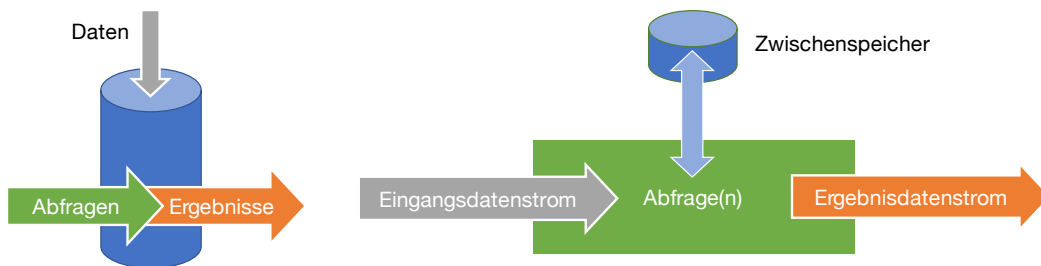 Daten
Abfragen
Ergebnisse
Zwischenspeicher
Eingangsdatenstrom
Abfrage(n)
Ergebnisdatenstrom